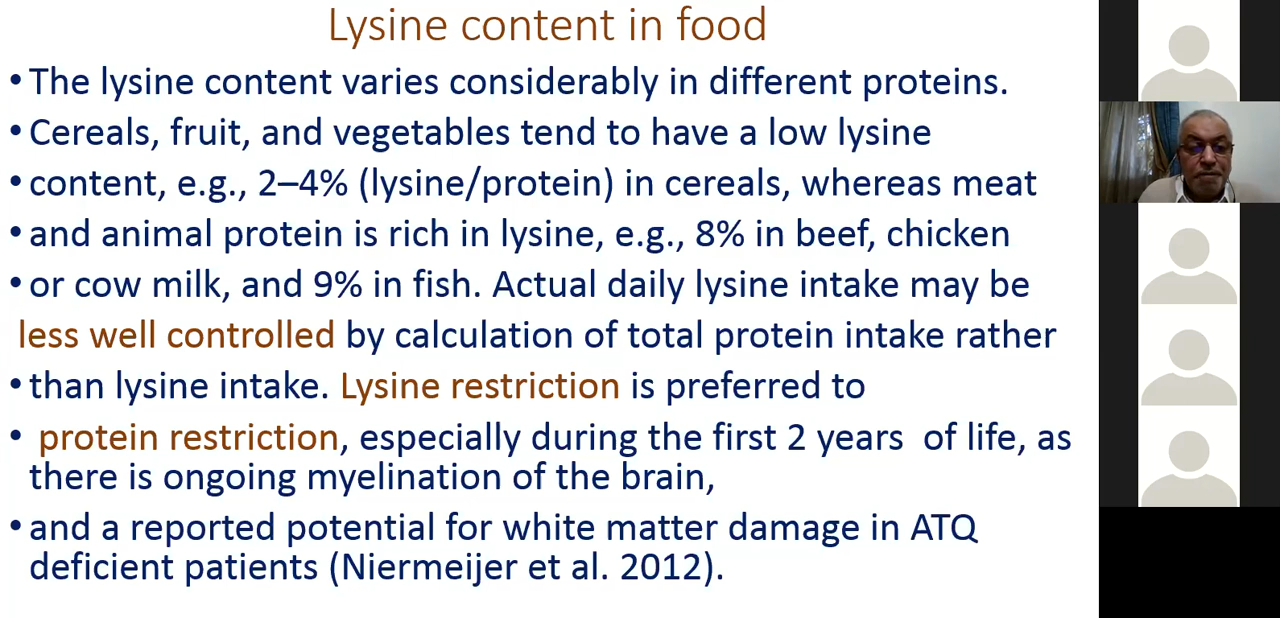 Lysine content in food
• The lysine content varies considerably in different proteins.
• Cereals, fruit, and vegetables tend to have a low lysine
• content, e.g., 2–4% (lysine/protein) in cereals, whereas meat
• and animal protein is rich in lysine, e.g., 8% in beef, chicken
• or cow milk, and 9% in fish. Actual daily lysine intake may be
less well controlled by calculation of total protein intake rather
• than lysine intake. Lysine restriction is preferred to
• protein restriction, especially during the first 2 years of life, as
there is ongoing myelination of the brain,
• and a reported potential for white matter damage in ATQ
deficient patients (Niermeijer et al. 2012).